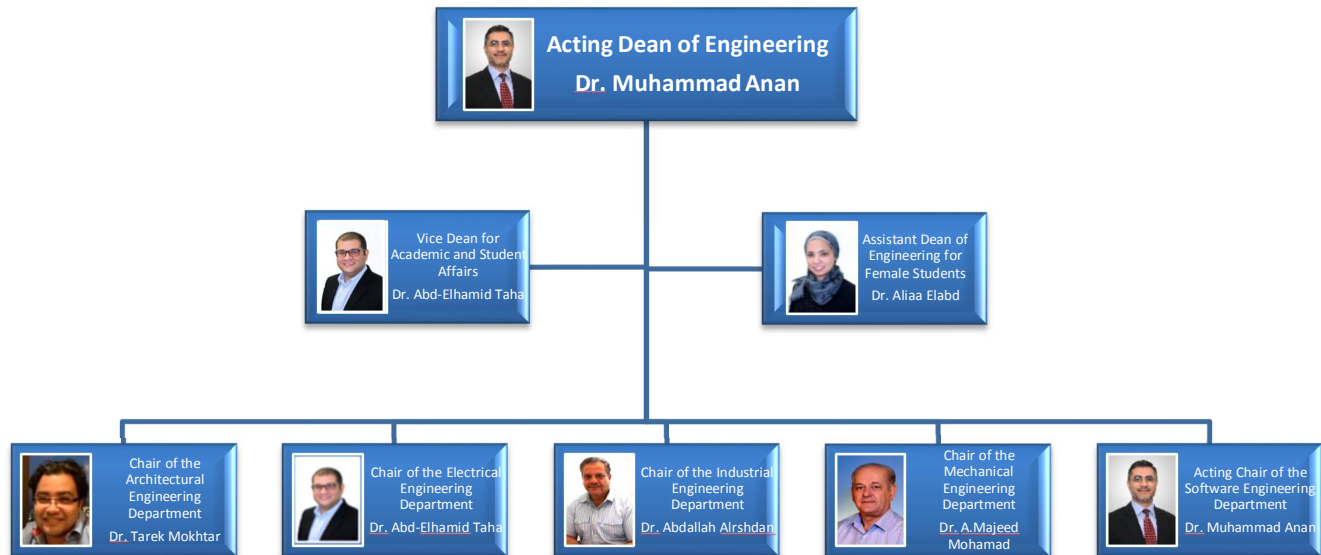 Acting Dean of Engineering
Dr. Muhammad Anan
Vice Dean for
Academic and Student
Affairs
Dr. Abd-Elhamid Taha
Assistant Dean of
Engineering for
Female Students
Dr. Aliaa Elabd
Chair of the
Architectural
Engineering
Department
Dr. Tarek Mokhtar
Chair of the Electrical
Engineering
Department
Dr. Abd-Elhamid Taha
Chair of the Industrial
Engineering
Department
Dr. Abdallah Alrshdan
Chair of the
Mechanical
Engineering
Department
Dr. A.Majeed
Mohamad
Acting Chair of the
Software Engineering
Department
Dr. Muhammad Anan